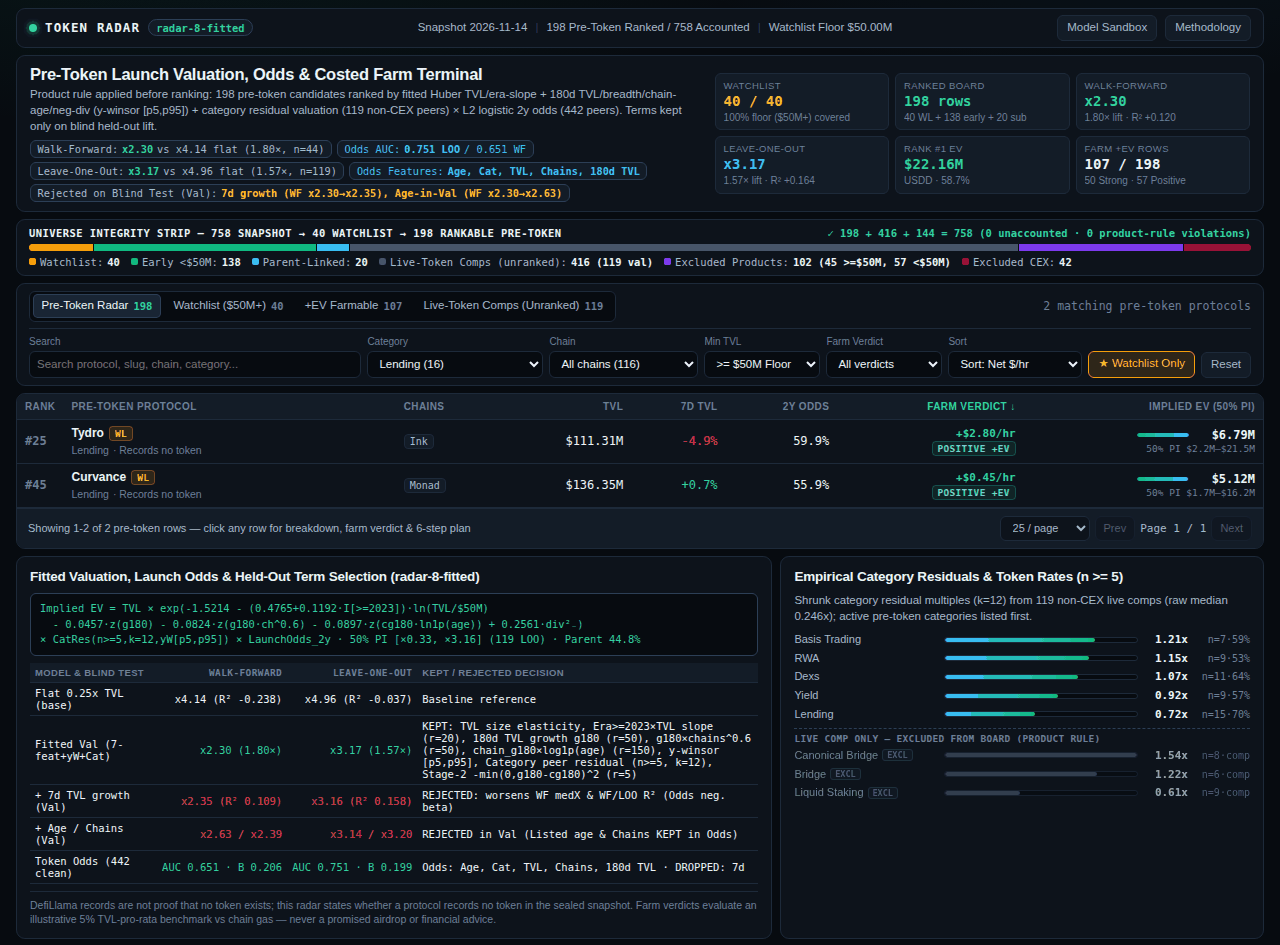 TOKEN RADAR radar-8-fitted
Snapshot 2026-11-14 | 198 Pre-Token Ranked / 758 Accounted | Watchlist Floor $50.00M
Model Sandbox Methodology
Pre-Token Launch Valuation, Odds & Costed Farm Terminal
Product rule applied before ranking: 198 pre-token candidates ranked by fitted Huber TVL/era-slope + 180d TVL/breadth/chain-
age/neg-div (y-winsor [p5,p95]) + category residual valuation (119 non-CEX peers) × L2 logistic 2y odds (442 peers). Terms kept
only on blind held-out lift.
Walk-Forward: x2.30 vs x4.14 flat (1.80×, n=44) Odds AUC: 0.751 LOO / 0.651 WF
Leave-One-Out: x3.17 vs x4.96 flat (1.57×, n=119) Odds Features: Age, Cat, TVL, Chains, 180d TVL
Rejected on Blind Test (Val): 7d growth (WF x2.30→x2.35), Age-in-Val (WF x2.30→x2.63)
WATCHLIST
40 / 40
100% floor ($50M+) covered
RANKED BOARD
198 rows
40 WL + 138 early + 20 sub
WALK-FORWARD
x2.30
1.80× lift · R² +0.120
LEAVE-ONE-OUT
x3.17
1.57× lift · R² +0.164
RANK #1 EV
$22.16M
USDD · 58.7%
FARM +EV ROWS
107 / 198
50 Strong · 57 Positive
UNIVERSE INTEGRITY STRIP — 758 SNAPSHOT → 40 WATCHLIST → 198 RANKABLE PRE-TOKEN
✓ 198 + 416 + 144 = 758 (0 unaccounted · 0 product-rule violations)
Watchlist: 40 Early <$50M: 138 Parent-Linked: 20 Live-Token Comps (unranked): 416 (119 val) Excluded Products: 102 (45 >=$50M, 57 <$50M) Excluded CEX: 42
Pre-Token Radar 198 Watchlist ($50M+) 40 +EV Farmable 107 Live-Token Comps (Unranked) 119
2 matching pre-token protocols
Search Category Chain Min TVL Farm Verdict Sort
Search protocol, slug, chain, category... Lending (16) All chains (116) >= $50M Floor All verdicts Sort: Net $/hr ★ Watchlist Only Reset
RANK PRE-TOKEN PROTOCOL CHAINS TVL 7D TVL 2Y ODDS FARM VERDICT ↓ IMPLIED EV (50% PI)
#25 Tydro WL Ink $111.31M -4.9% 59.9% +$2.80/hr $6.79M
Lending · Records no token POSITIVE +EV 50% PI $2.2M–$21.5M
#45 Curvance WL Monad $136.35M +0.7% 55.9% +$0.45/hr $5.12M
Lending · Records no token POSITIVE +EV 50% PI $1.7M–$16.2M
Showing 1-2 of 2 pre-token rows — click any row for breakdown, farm verdict & 6-step plan
25 / page Prev Page 1 / 1 Next
Fitted Valuation, Launch Odds & Held-Out Term Selection (radar-8-fitted)
Implied EV = TVL × exp(-1.5214 - (0.4765+0.1192·I[>=2023])·ln(TVL/$50M)
- 0.0457·z(g180) - 0.0824·z(g180·ch^0.6) - 0.0897·z(cg180·ln1p(age)) + 0.2561·div²₋)
× CatRes(n>=5,k=12,yW[p5,p95]) × LaunchOdds_2y · 50% PI [×0.33, ×3.16] (119 LOO) · Parent 44.8%
MODEL & BLIND TEST WALK-FORWARD LEAVE-ONE-OUT KEPT / REJECTED DECISION
Flat 0.25x TVL (base) x4.14 (R² -0.238) x4.96 (R² -0.037) Baseline reference
Fitted Val (7-feat+yW+Cat) x2.30 (1.80×) x3.17 (1.57×) KEPT: TVL size elasticity, Era>=2023×TVL slope
(r=20), 180d TVL growth g180 (r=50), g180×chains^0.6
(r=50), chain_g180×log1p(age) (r=150), y-winsor
[p5,p95], Category peer residual (n>=5, k=12),
Stage-2 -min(0,g180-cg180)^2 (r=5)
+ 7d TVL growth (Val) x2.35 (R² 0.109) x3.16 (R² 0.158) REJECTED: worsens WF medX & WF/LOO R² (Odds neg.
beta)
+ Age / Chains (Val) x2.63 / x2.39 x3.14 / x3.20 REJECTED in Val (Listed age & Chains KEPT in Odds)
Token Odds (442 clean) AUC 0.651 · B 0.206 AUC 0.751 · B 0.199 Odds: Age, Cat, TVL, Chains, 180d TVL · DROPPED: 7d
DefiLlama records are not proof that no token exists; this radar states whether a protocol records no token in the sealed snapshot. Farm verdicts evaluate an
illustrative 5% TVL-pro-rata benchmark vs chain gas — never a promised airdrop or financial advice.
Empirical Category Residuals & Token Rates (n >= 5)
Shrunk category residual multiples (k=12) from 119 non-CEX live comps (raw median
0.246x); active pre-token categories listed first.
Basis Trading 1.21x n=7·59%
RWA 1.15x n=9·53%
Dexs 1.07x n=11·64%
Yield 0.92x n=9·57%
Lending 0.72x n=15·70%
LIVE COMP ONLY — EXCLUDED FROM BOARD (PRODUCT RULE)
Canonical Bridge EXCL 1.54x n=8·comp
Bridge EXCL 1.22x n=6·comp
Liquid Staking EXCL 0.61x n=9·comp